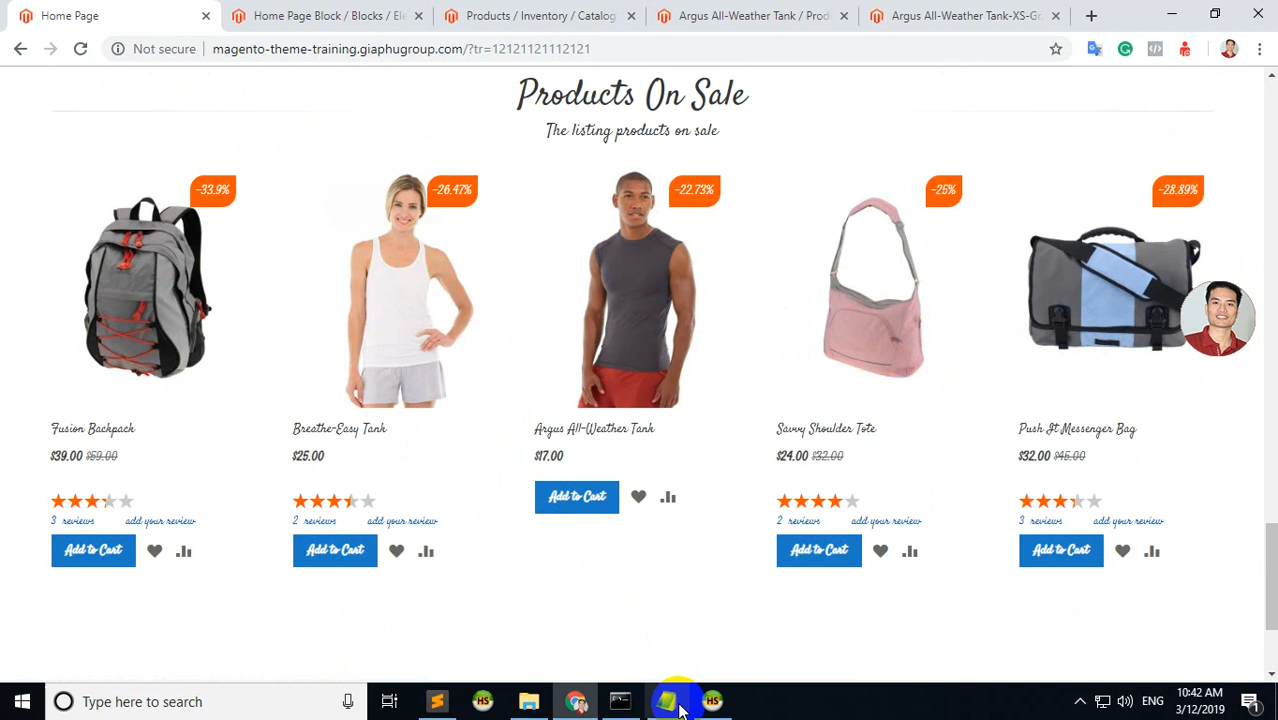 Home Page
Home Page Block / Blocks / Ele
Products / Inventory / Catalog
Argus All-Weather Tank / Prod
Argus All-Weather Tank-XS-Gr
Not secure
magento-theme-training.giaphugroup.com/?tr=12121121112121
Products On Sale
The listing products on sale
-33.9%
-26.47%
-22.73%
-25%
-28.89%
Fusion Backpack
Breathe-Easy Tank
Argus All-Weather Tank
Savvy Shoulder Tote
Push It Messenger Bag
$39.00 $59.00
$25.00
$17.00
$24.00 $32.00
$32.00 $45.00
3 reviews add your review
2 reviews add your review
2 reviews add your review
3 reviews add your review
Add to Cart
Add to Cart
Add to Cart
Add to Cart
Add to Cart
Type here to search
HS
HS
ENG
10:42 AM
3/12/2019
1